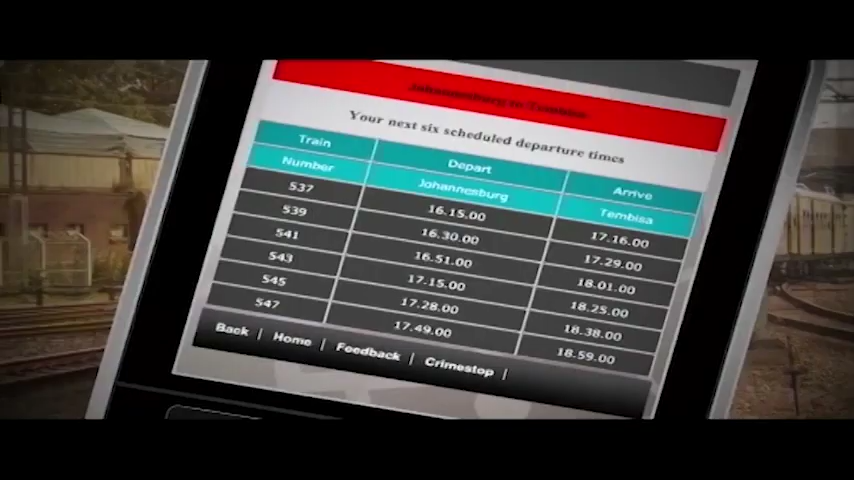 Johannesburg to Tembisa
Your next six scheduled departure times
Train Depart Arrive
Number Johannesburg Tembisa
537 16.15.00 17.16.00
539 16.30.00 17.29.00
541 16.51.00 18.01.00
543 17.15.00 18.25.00
545 17.28.00 18.38.00
547 17.49.00 18.59.00
Back | Home | Feedback | Crimestop |